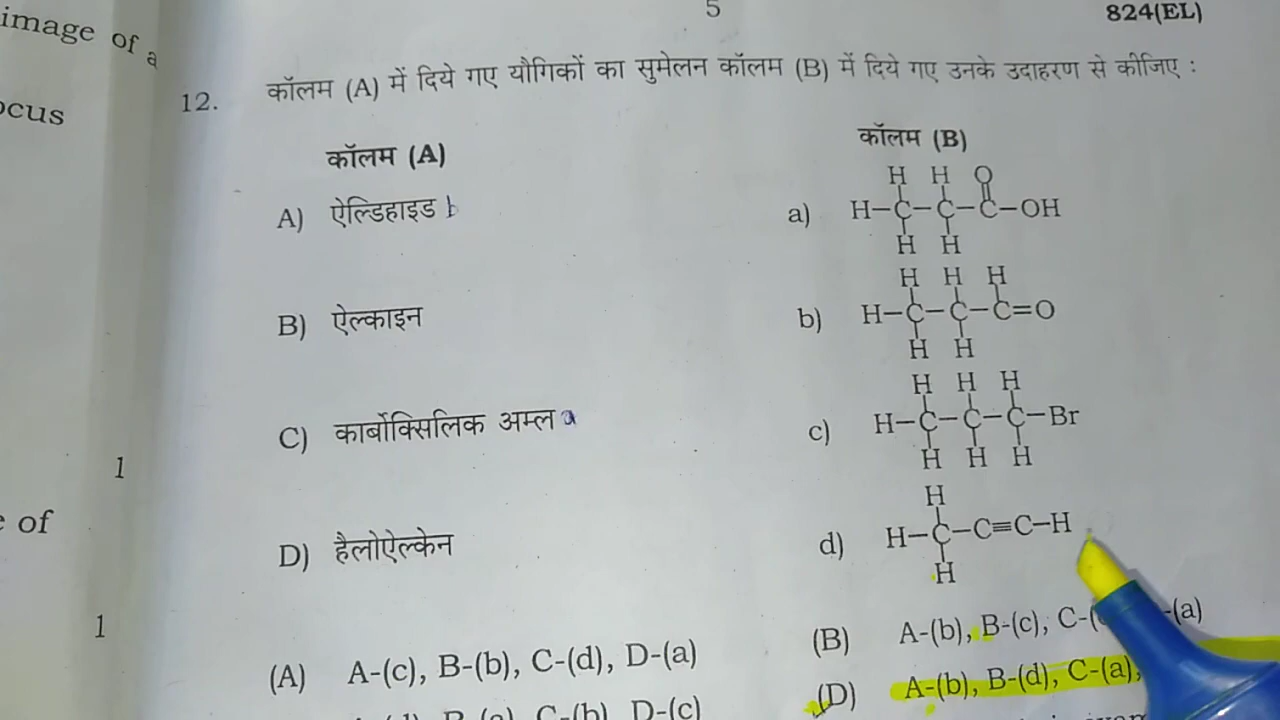 image of a
ocus
1
e of
1
5
824(EL)
12. कॉलम (A) में दिये गए यौगिकों का सुमेलन कॉलम (B) में दिये गए उनके उदाहरण से कीजिए :
कॉलम (A)
कॉलम (B)
A) ऐल्डिहाइड b
a)
H H O
H–C–C–C–OH
H H
B) ऐल्काइन
b)
H H H
H–C–C–C=O
H H
C) कार्बोक्सिलिक अम्ल a
c)
H H H
H–C–C–C–Br
H H H
D) हैलोऐल्केन
d)
H
H–C–C≡C–H
H
(A) A-(c), B-(b), C-(d), D-(a)
(B) A-(b), B-(c), C- -(a)
C-(b) D-(c)
(D) A-(b), B-(d), C-(a),